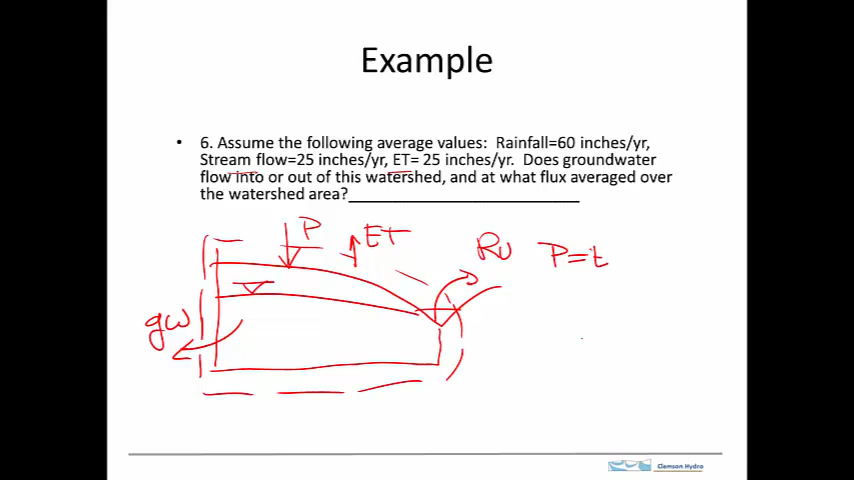 Example
• 6. Assume the following average values: Rainfall=60 inches/yr,
Stream flow=25 inches/yr, ET= 25 inches/yr. Does groundwater
flow into or out of this watershed, and at what flux averaged over
the watershed area?____________________________
P
ET
Ro
P=t
gw
Clemson Hydro